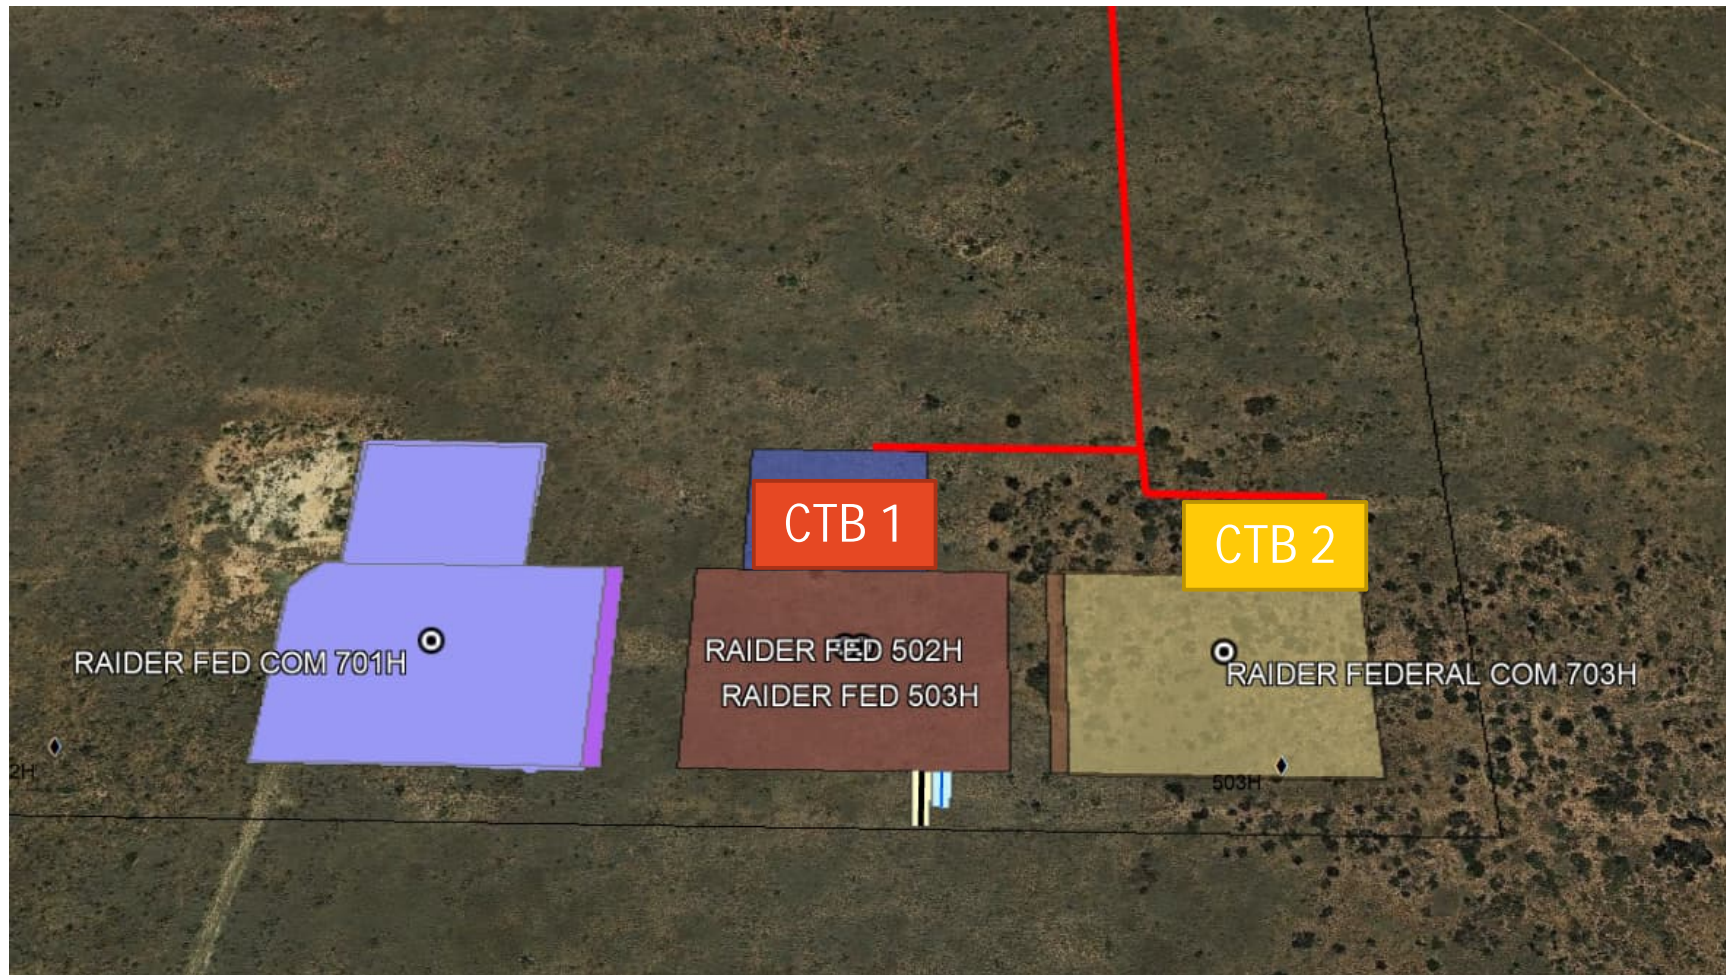 CTB 1
CTB 2
RAIDER FED COM 701H
RAIDER FED 502H
RAIDER FED 503H
RAIDER FEDERAL COM 703H
2H
503H